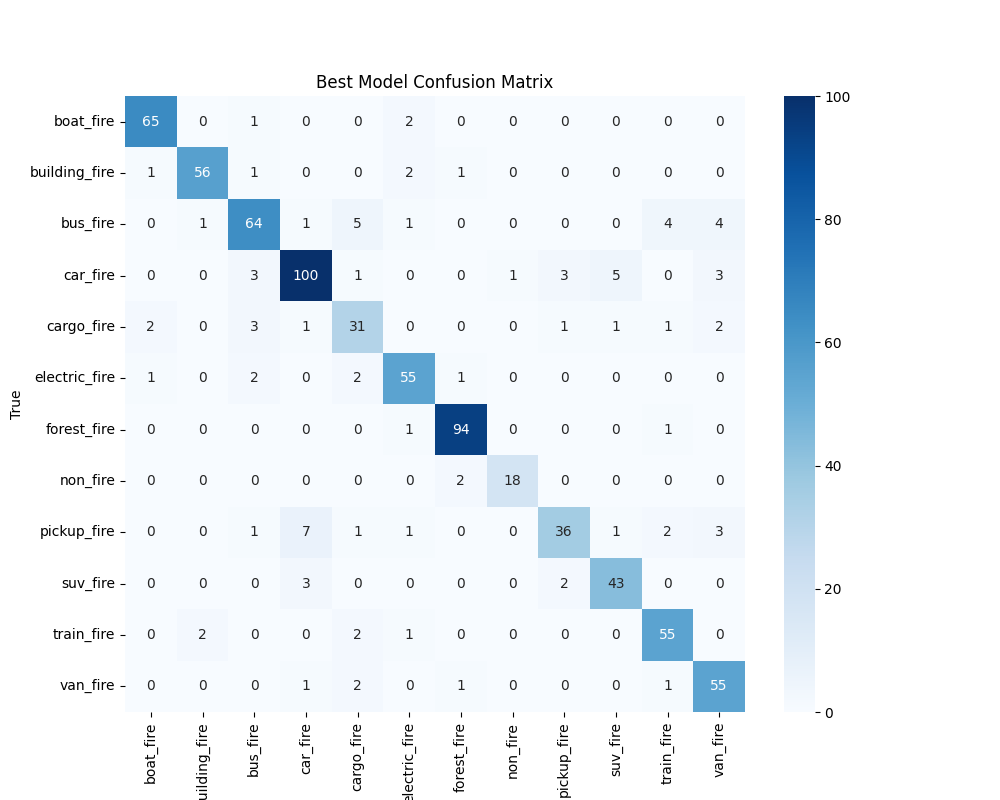 Best Model Confusion Matrix
boat_fire 65 0 1 0 0 2 0 0 0 0 0 0
building_fire 1 56 1 0 0 2 1 0 0 0 0 0
bus_fire 0 1 64 1 5 1 0 0 0 0 4 4
car_fire 0 0 3 100 1 0 0 1 3 5 0 3
cargo_fire 2 0 3 1 31 0 0 0 1 1 1 2
electric_fire 1 0 2 0 2 55 1 0 0 0 0 0
forest_fire 0 0 0 0 0 1 94 0 0 0 1 0
non_fire 0 0 0 0 0 0 2 18 0 0 0 0
pickup_fire 0 0 1 7 1 1 0 0 36 1 2 3
suv_fire 0 0 0 3 0 0 0 0 2 43 0 0
train_fire 0 2 0 0 2 1 0 0 0 0 55 0
van_fire 0 0 0 1 2 0 1 0 0 0 1 55
True
boat_fire
uilding_fire
bus_fire
car_fire
cargo_fire
electric_fire
forest_fire
non_fire
pickup_fire
suv_fire
train_fire
van_fire
100
80
60
40
20
0